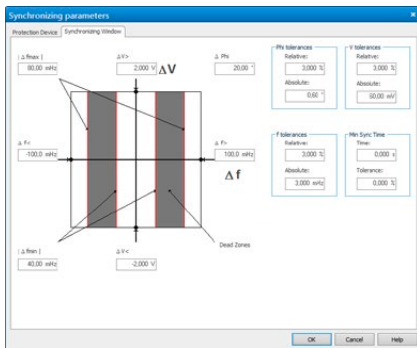 Synchronizing parameters
Protection Device
Synchronizing Window
| Δ fmax |
80,00 mHz
ΔV>
2,000 V
ΔV
Δ Phi
20,00 °
Δ f<
-100,0 mHz
Δ f>
100,0 mHz
Δ f
| Δ fmin |
40,00 mHz
ΔV<
-2,000 V
Dead Zones
Phi tolerances
Relative:
3,000 %
Absolute:
0,60 °
V tolerances
Relative:
3,000 %
Absolute:
60,00 mV
f tolerances
Relative:
3,000 %
Absolute:
3,000 mHz
Min Sync Time
Time:
0,000 s
Tolerance:
0,000 %
OK
Cancel
Help